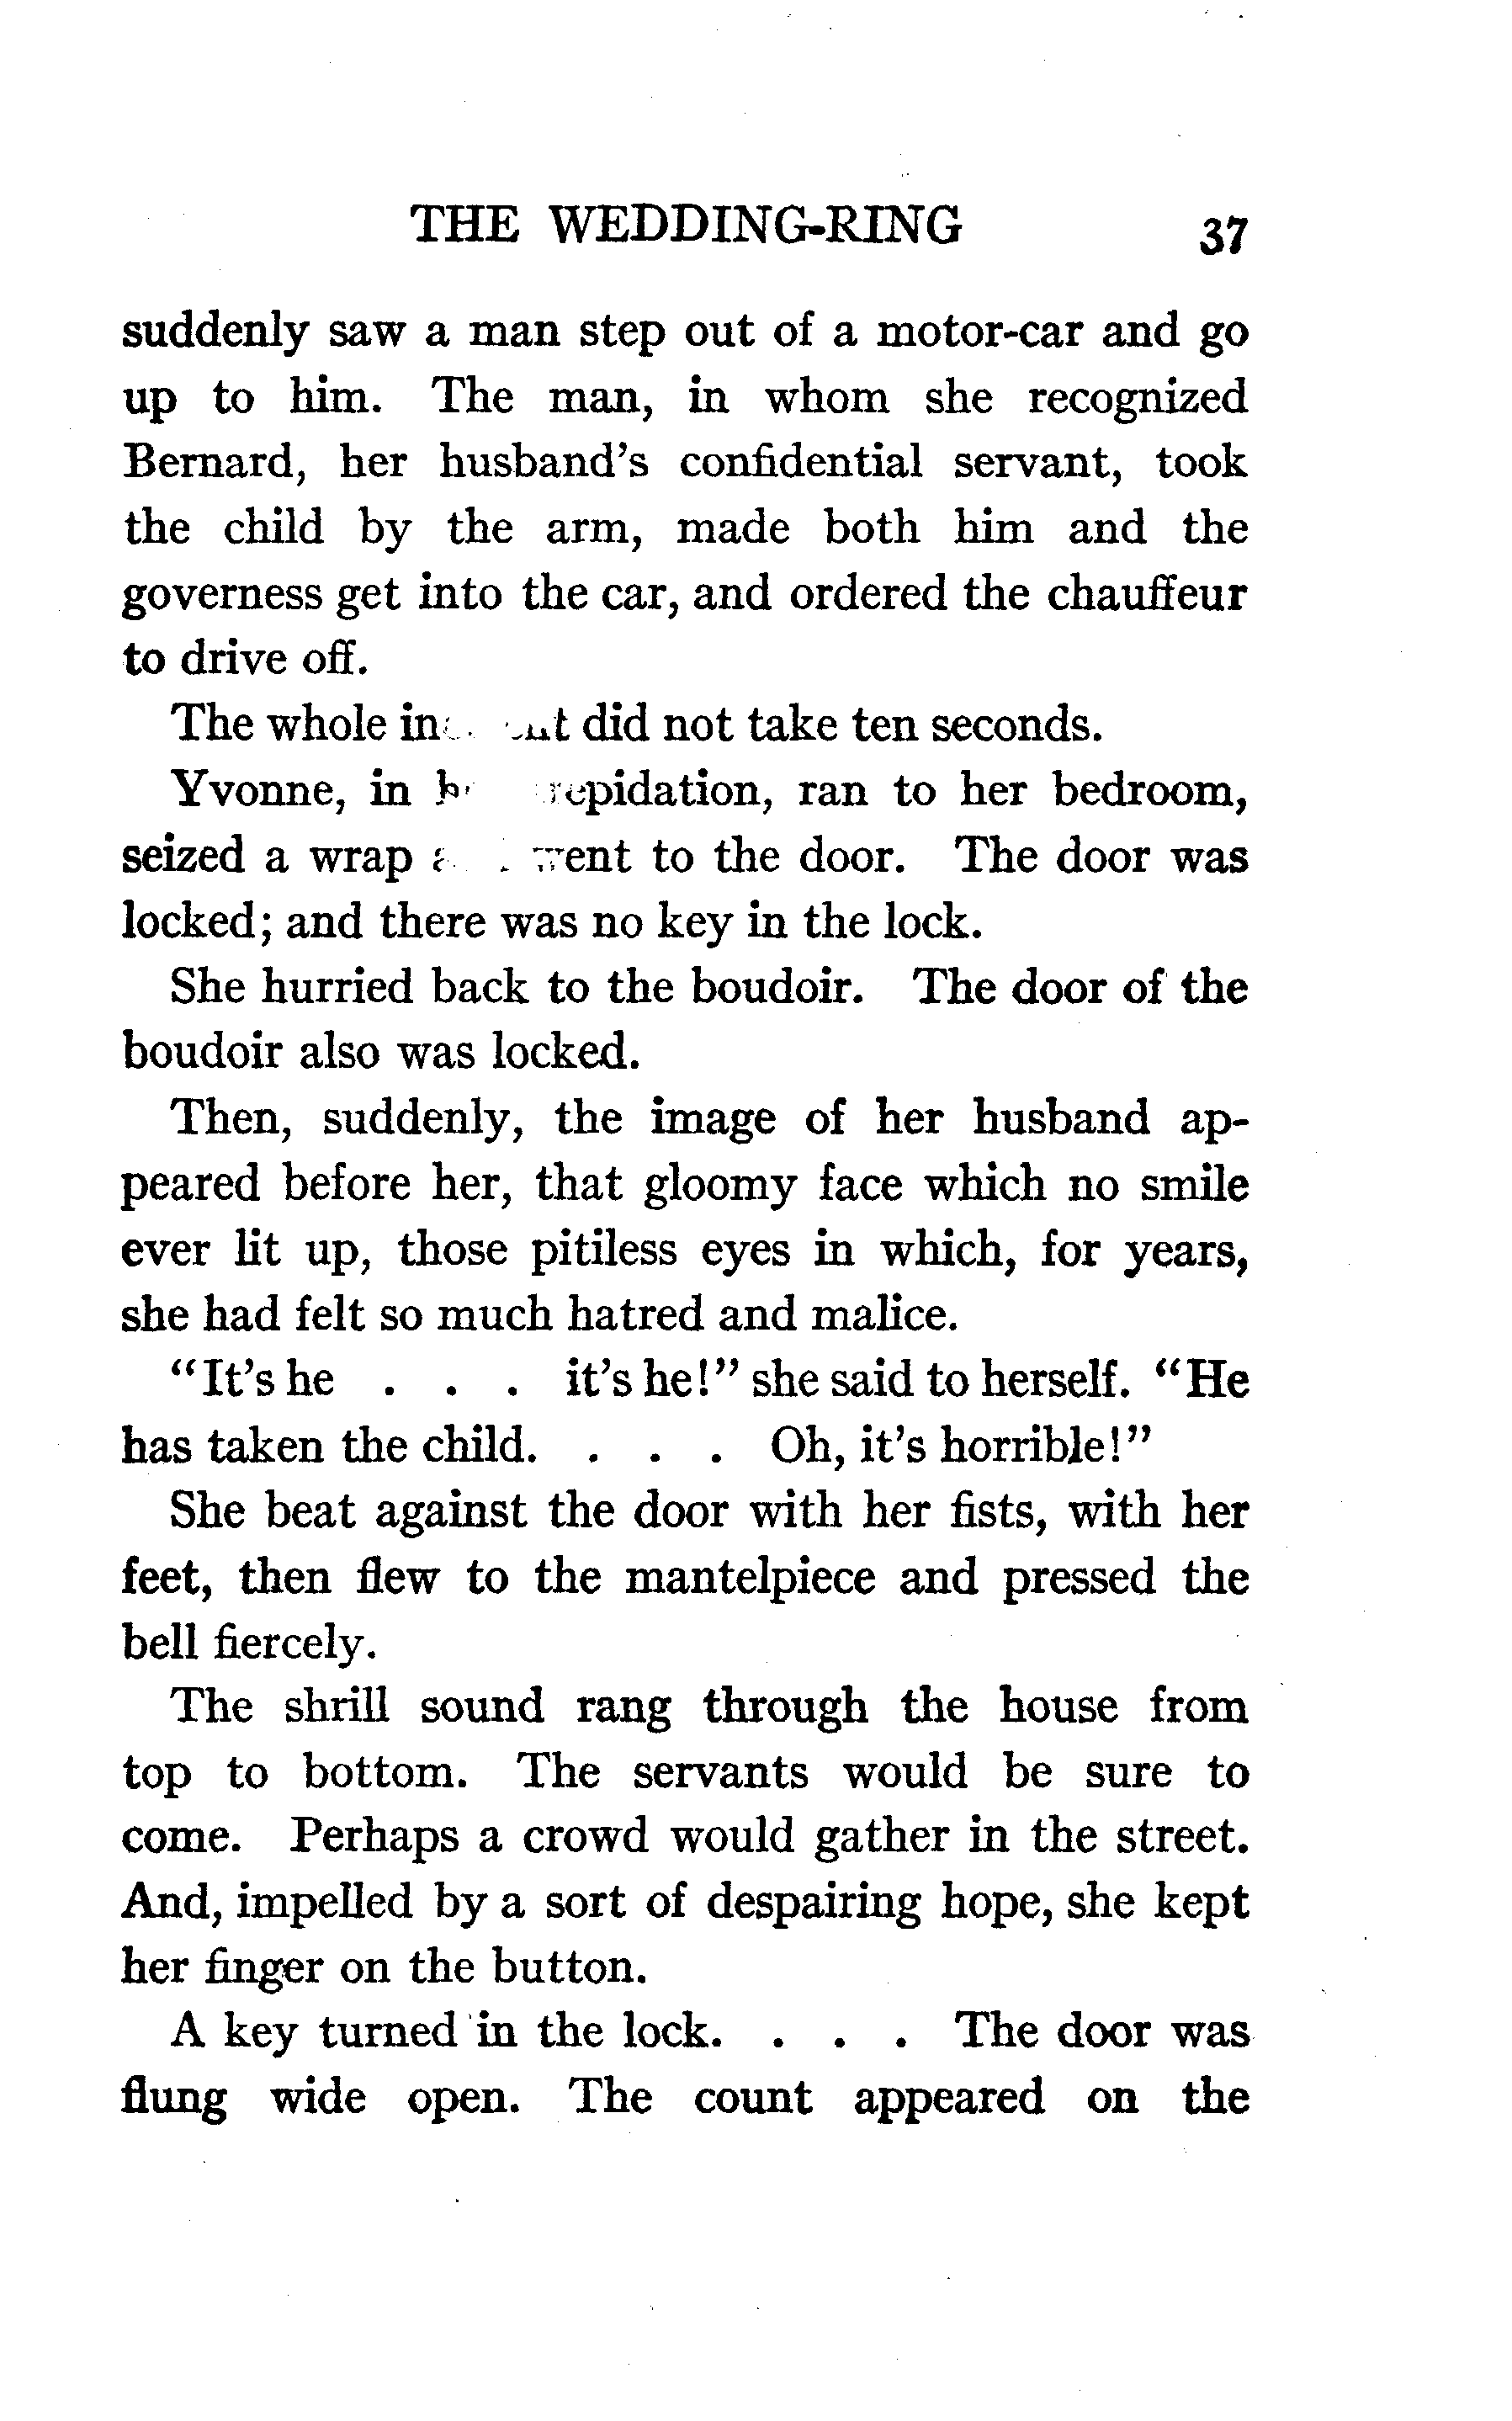 THE WEDDING-RING 37
suddenly saw a man step out of a motor-car and go
up to him. The man, in whom she recognized
Bernard, her husband's confidential servant, took
the child by the arm, made both him and the
governess get into the car, and ordered the chauffeur
to drive off.
The whole did not take ten seconds.
Yvonne, in ran to her bedroom,
seized a wrap went to the door. The door was
locked; and there was no key in the lock.
She hurried back to the boudoir. The door of the
boudoir also was locked.
Then, suddenly, the image of her husband ap-
peared before her, that gloomy face which no smile
ever lit up, those pitiless eyes in which, for years,
she had felt so much hatred and malice.
"It's he . . . it's he!" she said to herself. "He
has taken the child. . . . Oh, it's horrible!"
She beat against the door with her fists, with her
feet, then flew to the mantelpiece and pressed the
bell fiercely.
The shrill sound rang through the house from
top to bottom. The servants would be sure to
come. Perhaps a crowd would gather in the street.
And, impelled by a sort of despairing hope, she kept
her finger on the button.
A key turned in the lock. . . . The door was
flung wide open. The count appeared on the